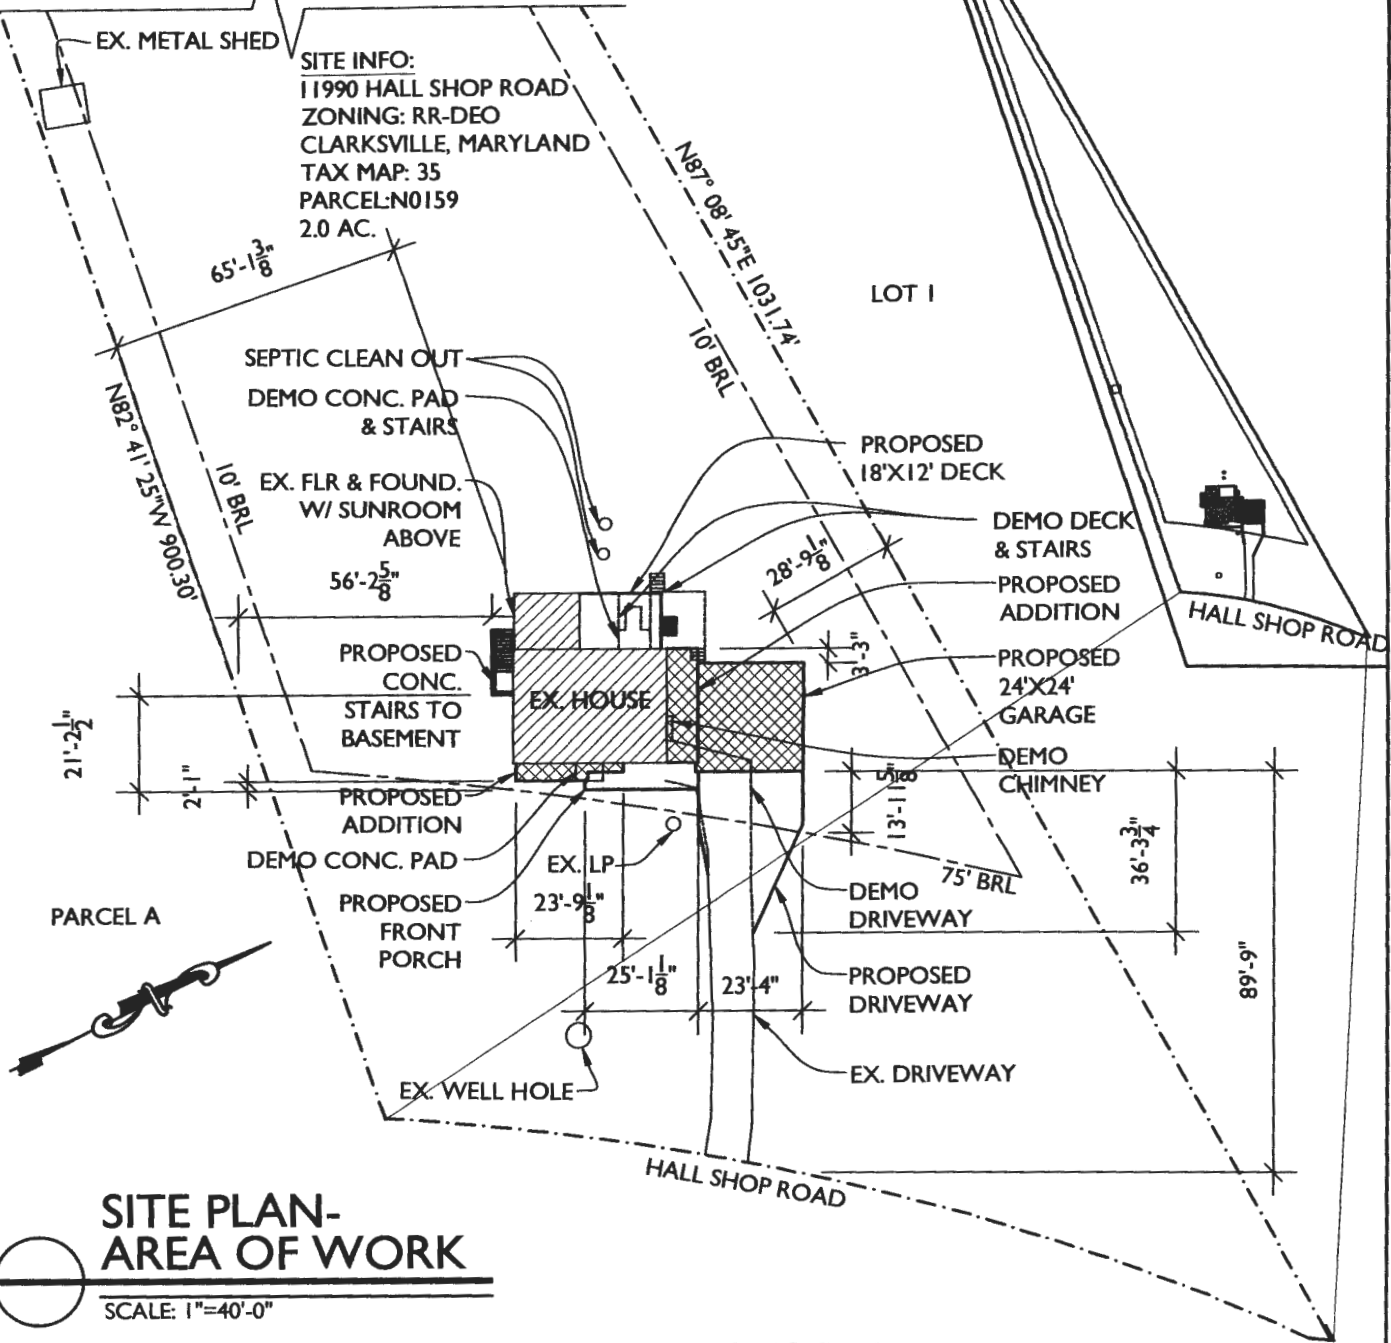 EX. METAL SHED
SITE INFO:
11990 HALL SHOP ROAD
ZONING: RR-DEO
CLARKSVILLE, MARYLAND
TAX MAP: 35
PARCEL:N0159
2.0 AC.
N87° 08' 45"E 1031.74'
65'-1 3/8"
LOT 1
10' BRL
SEPTIC CLEAN OUT
DEMO CONC. PAD
& STAIRS
N82° 41' 25"W 900.30'
10' BRL
EX. FLR & FOUND.
W/ SUNROOM
ABOVE
PROPOSED
18'X12' DECK
DEMO DECK
& STAIRS
28'-9 1/8"
56'-2 5/8"
PROPOSED
ADDITION
HALL SHOP ROAD
3'-3"
PROPOSED
CONC.
STAIRS TO
BASEMENT
EX. HOUSE
PROPOSED
24'X24'
GARAGE
21'-2 1/2"
2'-1"
DEMO
CHIMNEY
13'-11 5/8"
PROPOSED
ADDITION
36'-3 3/4"
DEMO CONC. PAD
EX. LP
75' BRL
PROPOSED
FRONT
PORCH
23'-9 1/8"
DEMO
DRIVEWAY
PARCEL A
N
25'-1 1/8"
23'-4"
PROPOSED
DRIVEWAY
89'-9"
EX. WELL HOLE
EX. DRIVEWAY
HALL SHOP ROAD
SITE PLAN-
AREA OF WORK
SCALE: 1"=40'-0"